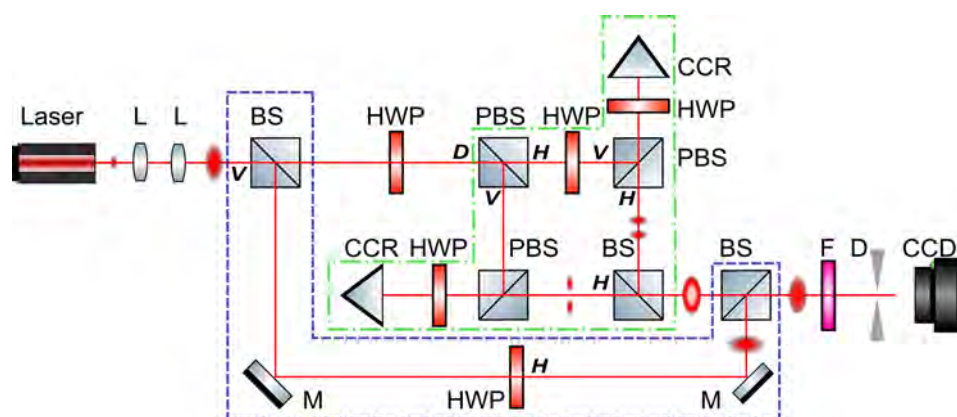 CCR
HWP
Laser L L BS HWP PBS HWP PBS
V D H V
V H
CCR HWP PBS BS BS F D CCD
H
H
M HWP M